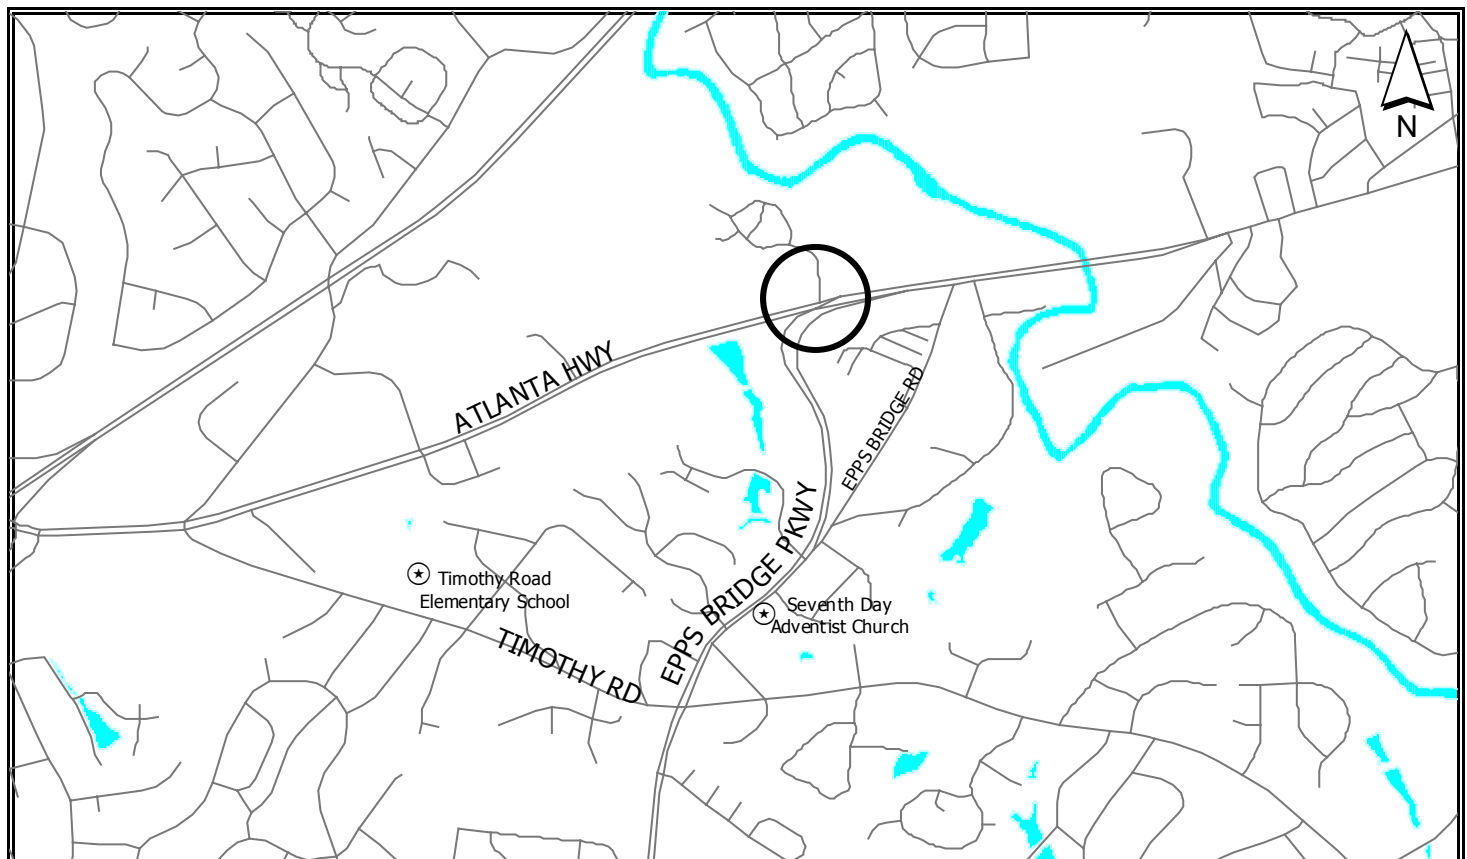 N
ATLANTA HWY
EPPS BRIDGE RD
EPPS BRIDGE PKWY
Timothy Road
Elementary School
Seventh Day
Adventist Church
TIMOTHY RD